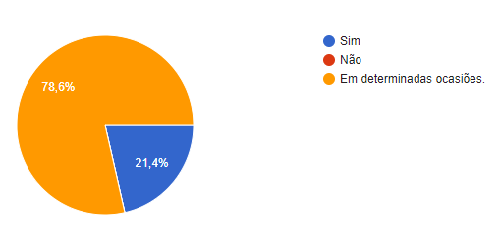 Sim
Não
Em determinadas ocasiões.
78,6%
21,4%